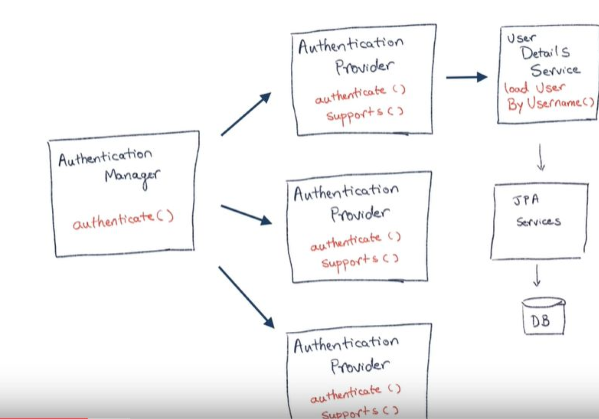 Authentication
Manager
authenticate()
Authentication
Provider
authenticate ()
supports ()
User
Details
Service
load User
By Username()
Authentication
Provider
authenticate ()
supports ()
JPA
Services
DB
Authentication
Provider
authenticate ()
supports ()